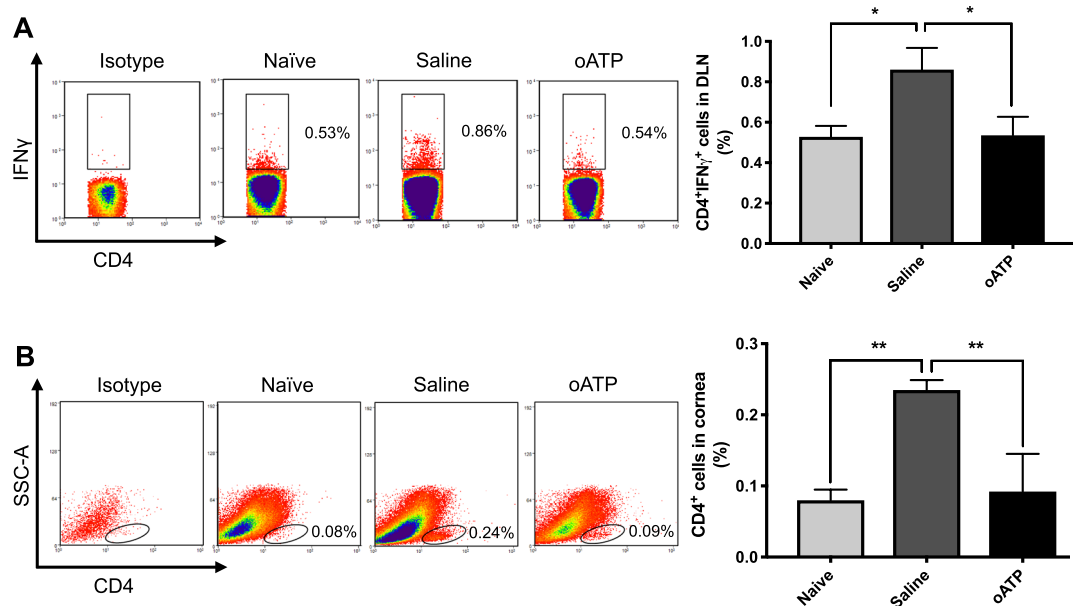 A
Isotype
Naïve
Saline
oATP
IFNγ
0.53%
0.86%
0.54%
CD4
CD4+IFNγ+ cells in DLN
(%)
1.0
0.8
0.6
0.4
0.2
0.0
*
*
Naive
Saline
oATP
B
Isotype
Naïve
Saline
oATP
SSC-A
192
128
64
0.08%
0.24%
0.09%
CD4
CD4+ cells in cornea
(%)
0.3
0.2
0.1
0.0
**
**
Naive
Saline
oATP